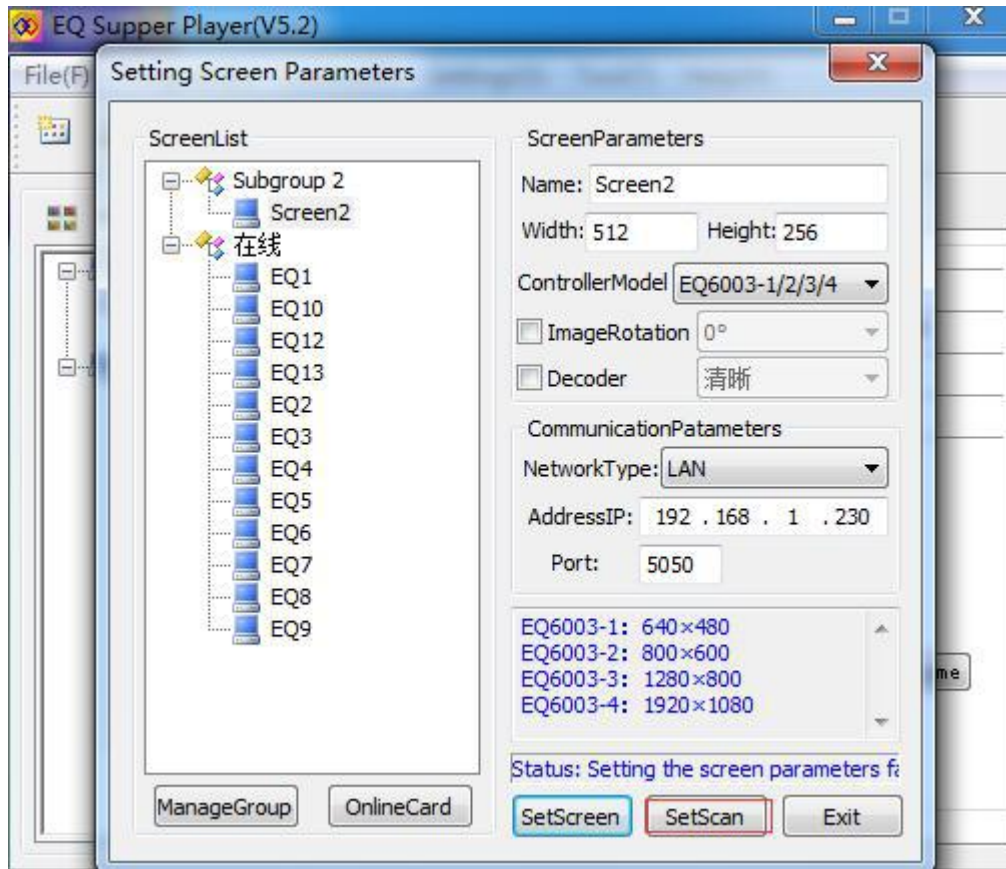 EQ Supper Player(V5.2)
File(F)
Setting Screen Parameters
ScreenList
Subgroup 2
Screen2
在线
EQ1
EQ10
EQ12
EQ13
EQ2
EQ3
EQ4
EQ5
EQ6
EQ7
EQ8
EQ9
ManageGroup OnlineCard
ScreenParameters
Name: Screen2
Width: 512 Height: 256
ControllerModel EQ6003-1/2/3/4
ImageRotation 0°
Decoder 清晰
CommunicationPatameters
NetworkType: LAN
AddressIP: 192 . 168 . 1 . 230
Port: 5050
EQ6003-1: 640×480
EQ6003-2: 800×600
EQ6003-3: 1280×800
EQ6003-4: 1920×1080
Status: Setting the screen parameters
SetScreen SetScan Exit